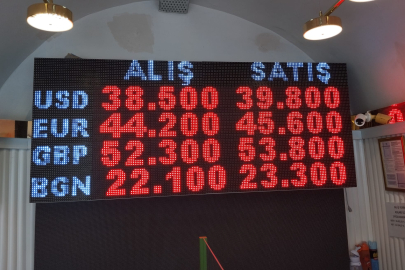 ALIŞ SATIŞ
USD 38.500 39.800
EUR 44.200 45.600
GBP 52.300 53.800
BGN 22.100 23.300